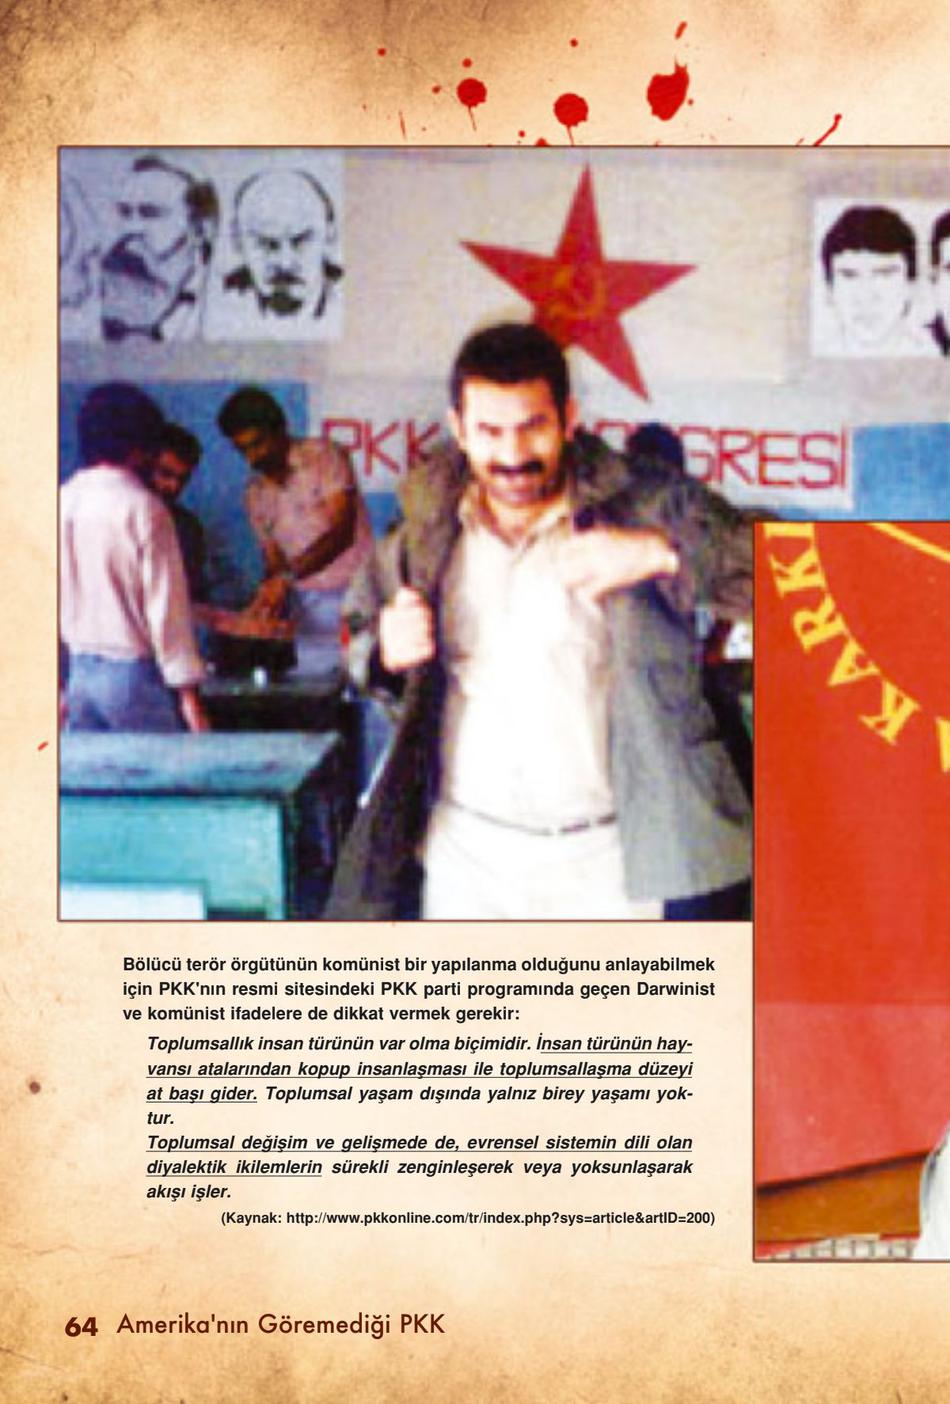 PKK
GRESİ
KARKE
Bölücü terör örgütünün komünist bir yapılanma olduğunu anlayabilmek
için PKK'nın resmi sitesindeki PKK parti programında geçen Darwinist
ve komünist ifadelere de dikkat vermek gerekir:
Toplumsallık insan türünün var olma biçimidir. İnsan türünün hay-
vansı atalarından kopup insanlaşması ile toplumsallaşma düzeyi
at başı gider. Toplumsal yaşam dışında yalnız birey yaşamı yok-
tur.
Toplumsal değişim ve gelişmede de, evrensel sistemin dili olan
diyalektik ikilemlerin sürekli zenginleşerek veya yoksunlaşarak
akışı işler.
(Kaynak: http://www.pkkonline.com/tr/index.php?sys=article&artID=200)
64 Amerika'nın Göremediği PKK